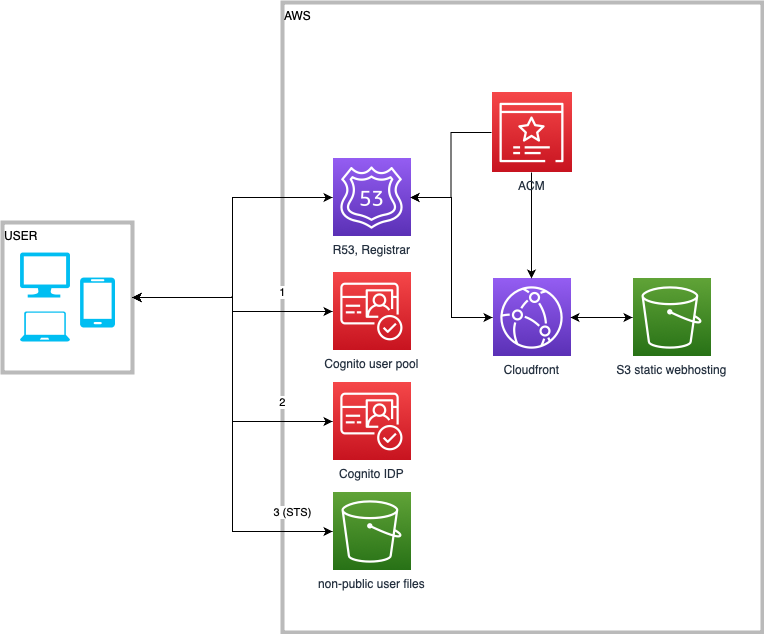 AWS
ACM
53
R53, Registrar
USER
1
Cognito user pool
Cloudfront
S3 static webhosting
2
Cognito IDP
3 (STS)
non-public user files